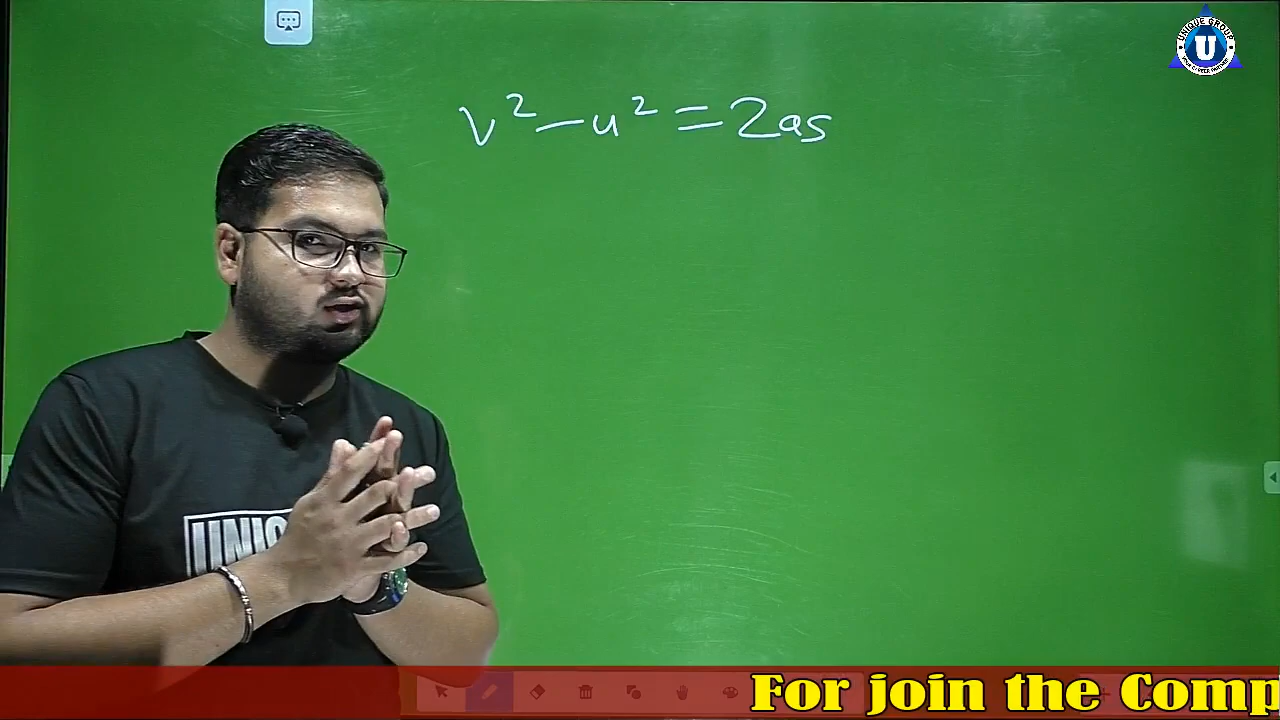 UNIQUE GROUP
U
v² - u² = 2as
UNIQ
For join the Comp